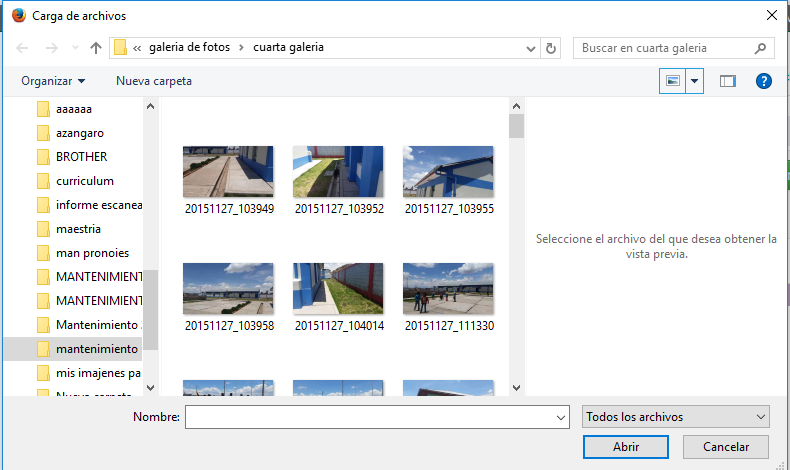 Carga de archivos
« galeria de fotos > cuarta galeria
Buscar en cuarta galeria
Organizar
Nueva carpeta
aaaaaa
azangaro
BROTHER
curriculum
informe escanea
maestria
man pronoies
MANTENIMIENT
MANTENIMIENT
Mantenimiento
mantenimiento
mis imajenes pa
20151127_103949
20151127_103952
20151127_103955
20151127_103958
20151127_104014
20151127_111330
Seleccione el archivo del que desea obtener la
vista previa.
Nombre:
Todos los archivos
Abrir
Cancelar